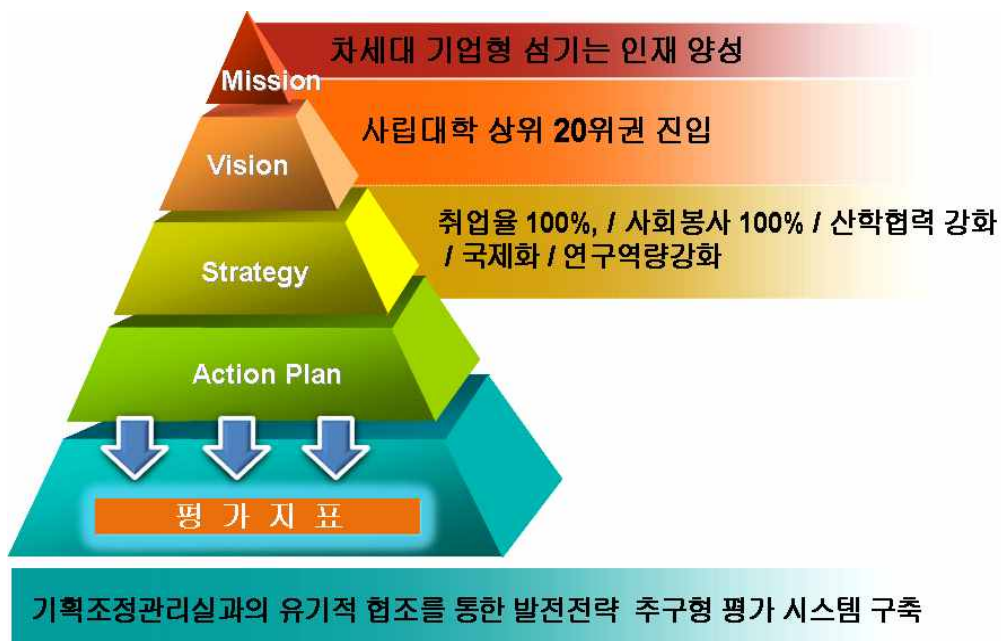 차세대 기업형 섬기는 인재 양성
Mission
사립대학 상위 20위권 진입
Vision
취업율 100%, / 사회봉사 100% / 산학협력 강화
/ 국제화 / 연구역량강화
Strategy
Action Plan
평 가 지 표
기획조정관리실과의 유기적 협조를 통한 발전전략 추구형 평가 시스템 구축